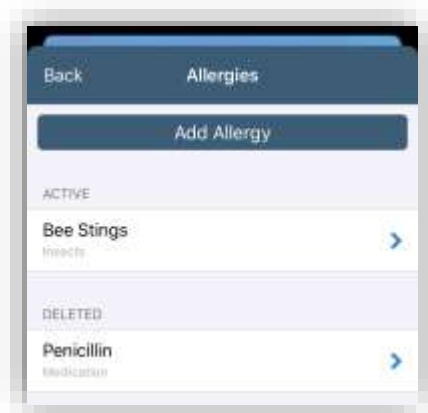 Back Allergies
Add Allergy
ACTIVE
Bee Stings
Insects
DELETED
Penicillin
Medication